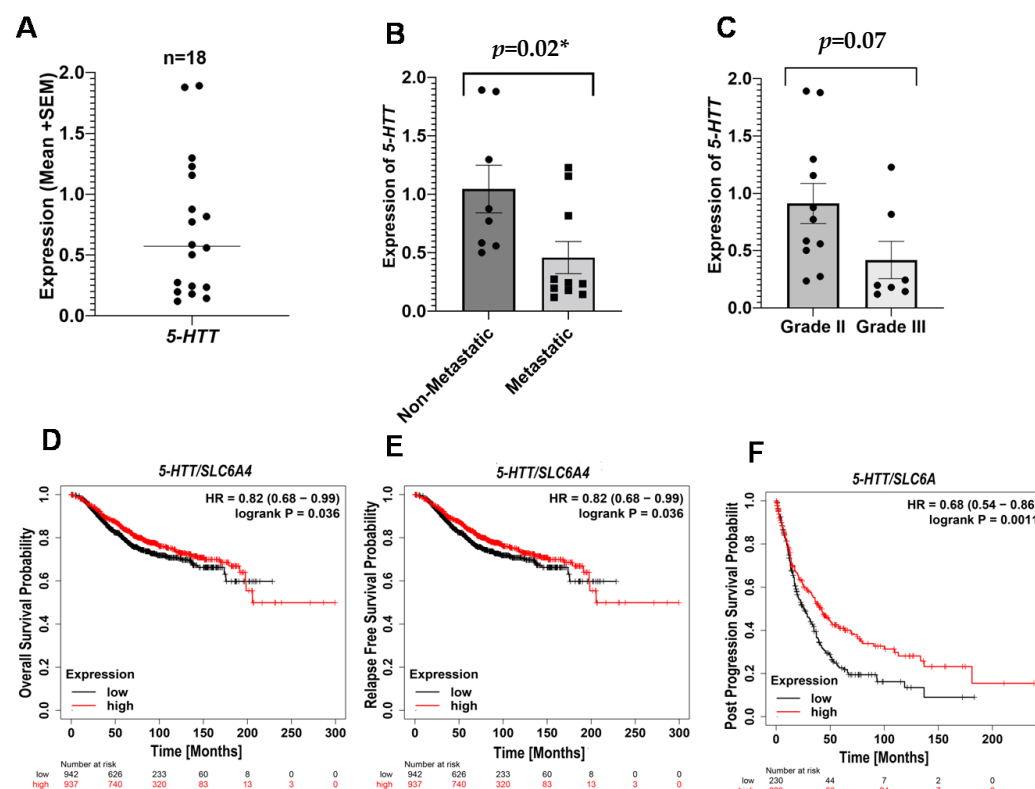 A
n=18
Expression (Mean +SEM)
2.0
1.5
1.0
0.5
0.0
5-HTT
B
p=0.02*
Expression of 5-HTT
2.0
1.5
1.0
0.5
0.0
Non-Metastatic
Metastatic
C
p=0.07
Expression of 5-HTT
2.0
1.5
1.0
0.5
0.0
Grade II Grade III
D
5-HTT/SLC6A4
HR = 0.82 (0.68 − 0.99)
logrank P = 0.036
Overall Survival Probability
1.0
0.8
0.6
0.4
0.2
0.0
Expression
low
high
0 50 100 150 200 250 300
Time [Months]
Number at risk
low 942 626 233 60 8 0 0
high 937 740 320 83 13 3 0
E
5-HTT/SLC6A4
HR = 0.82 (0.68 − 0.99)
logrank P = 0.036
Relapse Free Survival Probability
1.0
0.8
0.6
0.4
0.2
0.0
Expression
low
high
0 50 100 150 200 250 300
Time [Months]
Number at risk
low 942 626 233 60 8 0 0
high 937 740 320 83 13 3 0
F
5-HTT/SLC6A
HR = 0.68 (0.54 − 0.86
logrank P = 0.0011
Post Progression Survival Probabilit
1.0
0.8
0.6
0.4
0.2
0.0
Expression
low
high
0 50 100 150 200
Time [Months]
Number at risk
low 230 44 7 2 0